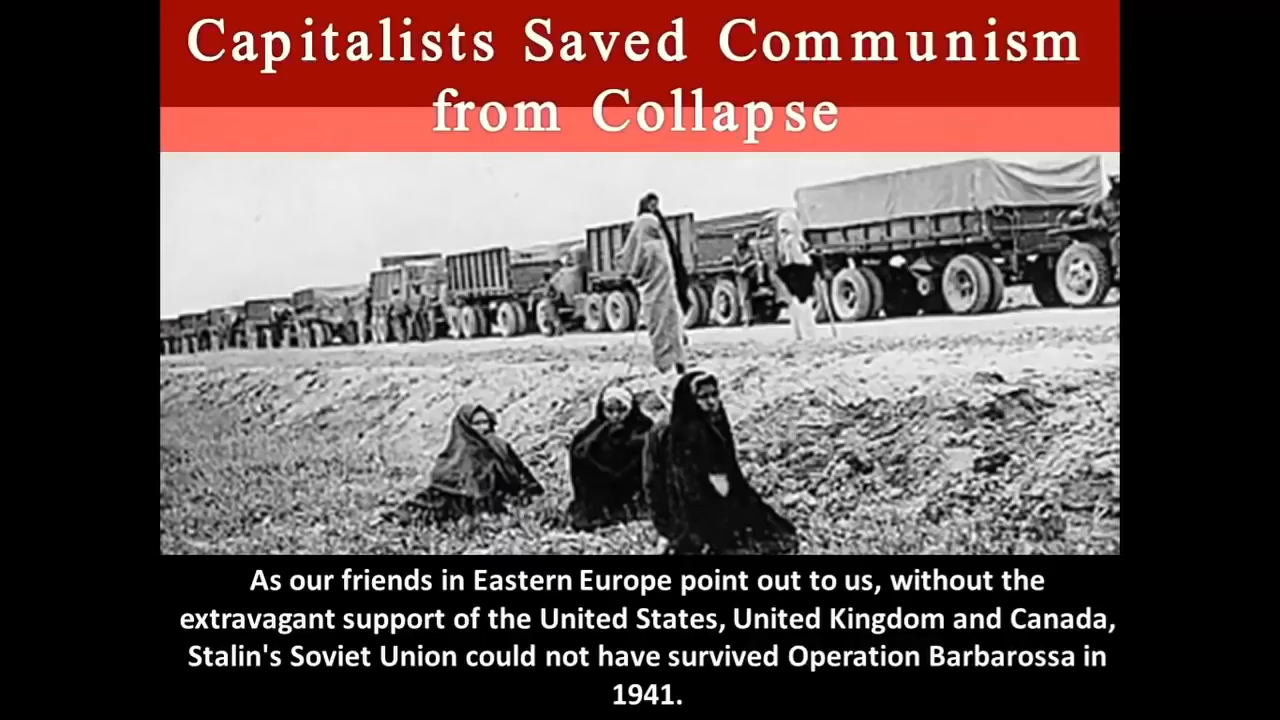 Capitalists Saved Communism
from Collapse
As our friends in Eastern Europe point out to us, without the
extravagant support of the United States, United Kingdom and Canada,
Stalin's Soviet Union could not have survived Operation Barbarossa in
1941.